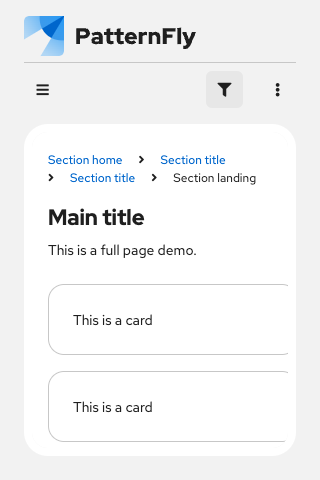 PatternFly
Section home > Section title
> Section title > Section landing
Main title
This is a full page demo.
This is a card
This is a card